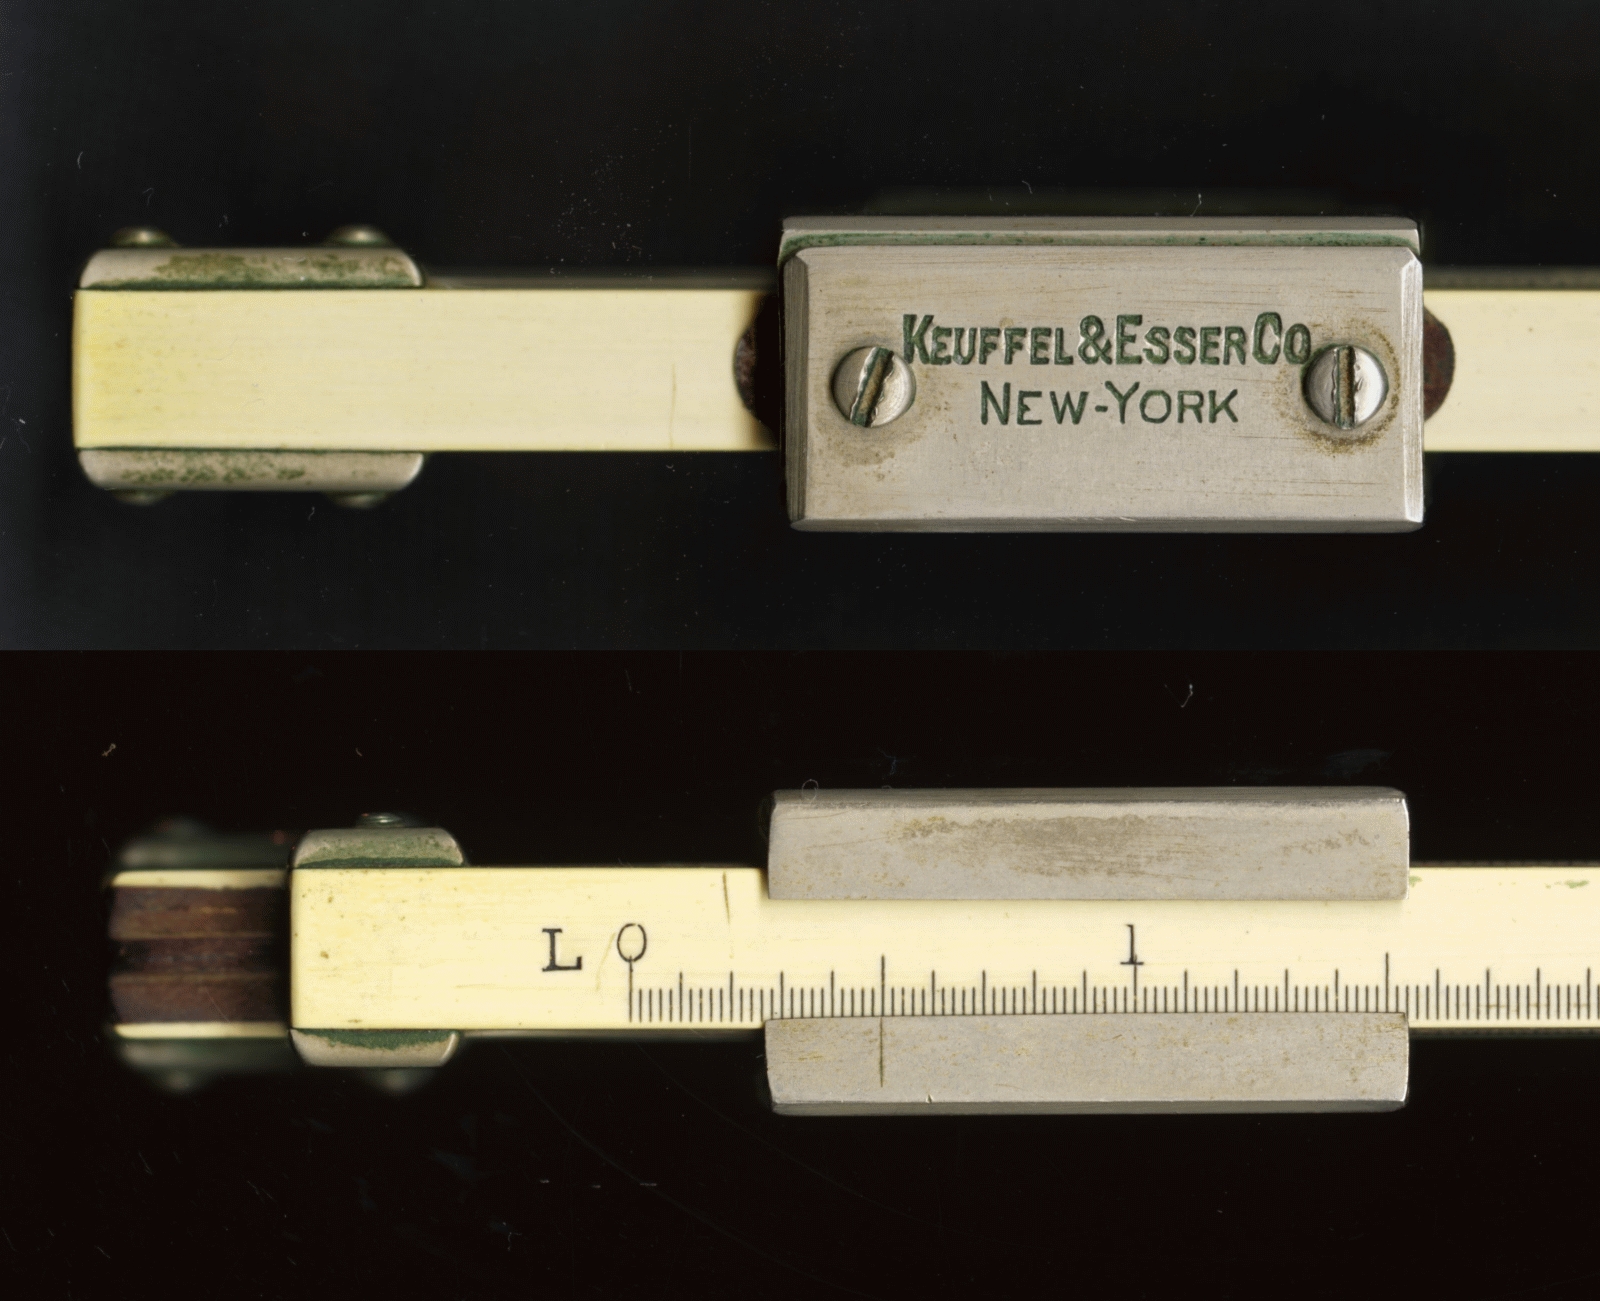 KEUFFEL & ESSER CO
NEW-YORK
L 0 1